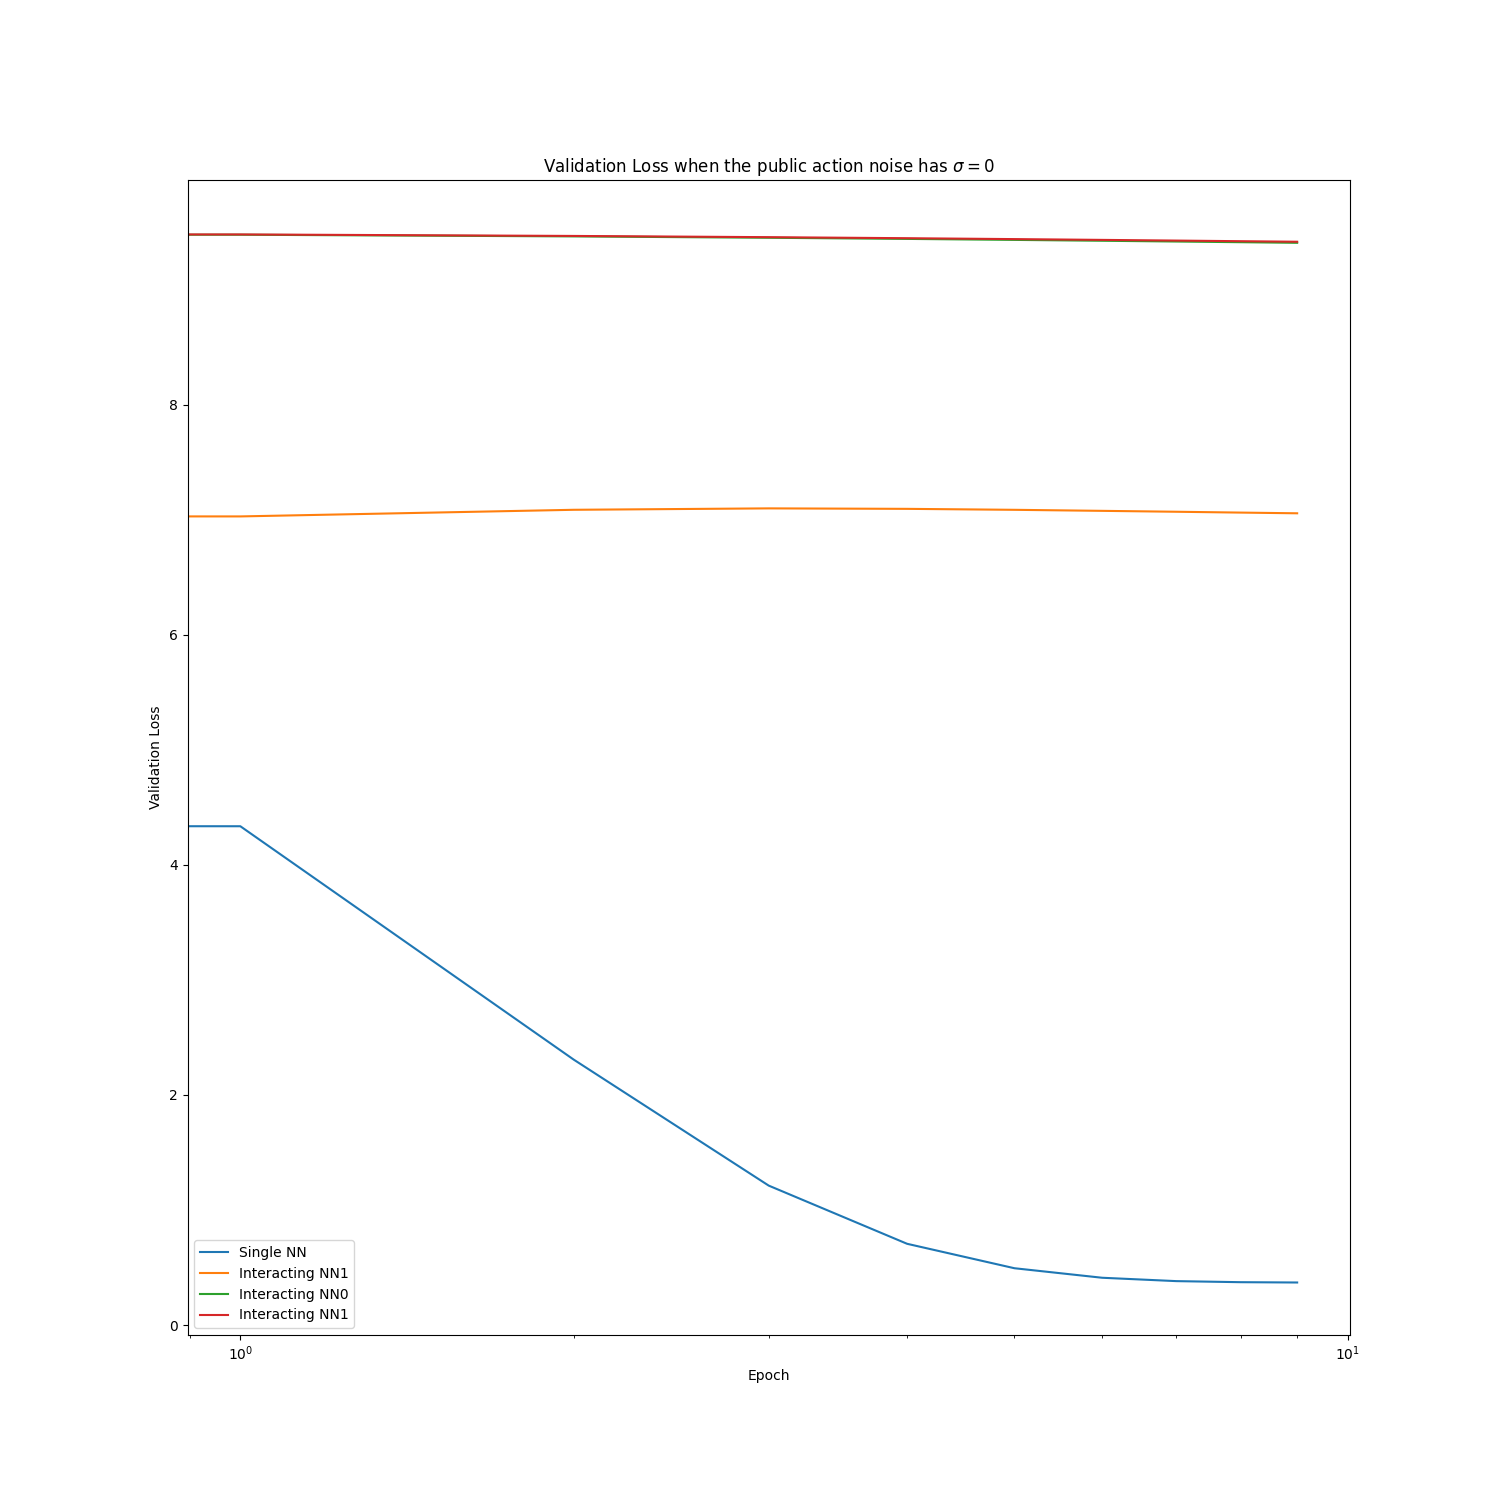 Validation Loss when the public action noise has σ = 0
Validation Loss
8
6
4
2
0
Single NN
Interacting NN1
Interacting NN0
Interacting NN1
10⁰
10¹
Epoch